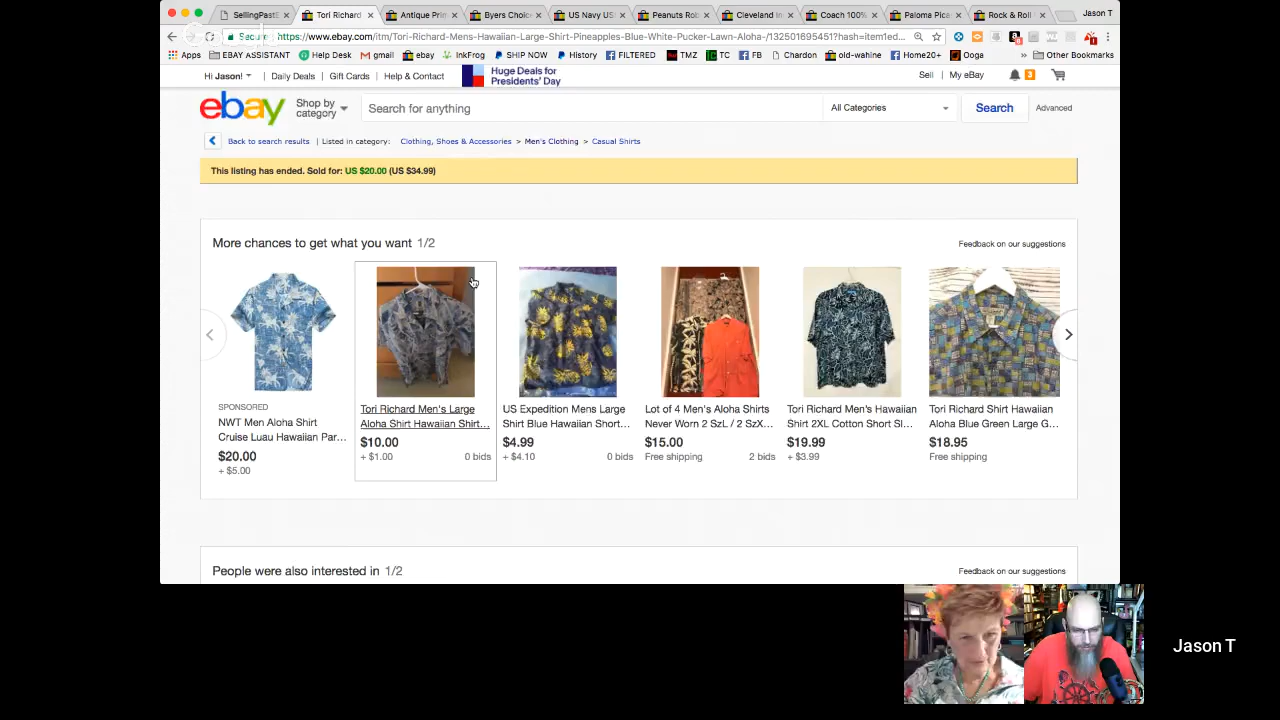 SellingPastE
Tori Richard
Antique Prim
Byers Choice
US Navy US
Peanuts Rob
Cleveland In
Coach 100%
Paloma Pica
Rock & Roll
Jason T
Secure
https://www.ebay.com/itm/Tori-Richard-Mens-Hawaiian-Large-Shirt-Pineapples-Blue-White-Pucker-Lawn-Aloha-/132501695451?hash=item6ed...
Apps
EBAY ASSISTANT
Help Desk
gmail
ebay
InkFrog
SHIP NOW
History
FILTERED
TMZ
TC
FB
Chardon
old-wahine
Home20+
Ooga
»
Other Bookmarks
Hi Jason!
Daily Deals
Gift Cards
Help & Contact
Huge Deals for
Presidents' Day
Sell
My eBay
3
ebay
Shop by
category
Search for anything
All Categories
Search
Advanced
Back to search results
Listed in category:
Clothing, Shoes & Accessories > Men's Clothing > Casual Shirts
This listing has ended. Sold for: US $20.00 (US $34.99)
More chances to get what you want 1/2
Feedback on our suggestions
SPONSORED
NWT Men Aloha Shirt
Cruise Luau Hawaiian Par...
$20.00
+ $5.00
Tori Richard Men's Large
Aloha Shirt Hawaiian Shirt...
$10.00
+ $1.00
0 bids
US Expedition Mens Large
Shirt Blue Hawaiian Short...
$4.99
+ $4.10
0 bids
Lot of 4 Men's Aloha Shirts
Never Worn 2 SzL / 2 SzX...
$15.00
Free shipping
2 bids
Tori Richard Men's Hawaiian
Shirt 2XL Cotton Short Sl...
$19.99
+ $3.99
Tori Richard Shirt Hawaiian
Aloha Blue Green Large G...
$18.95
Free shipping
People were also interested in 1/2
Feedback on our suggestions
Jason T